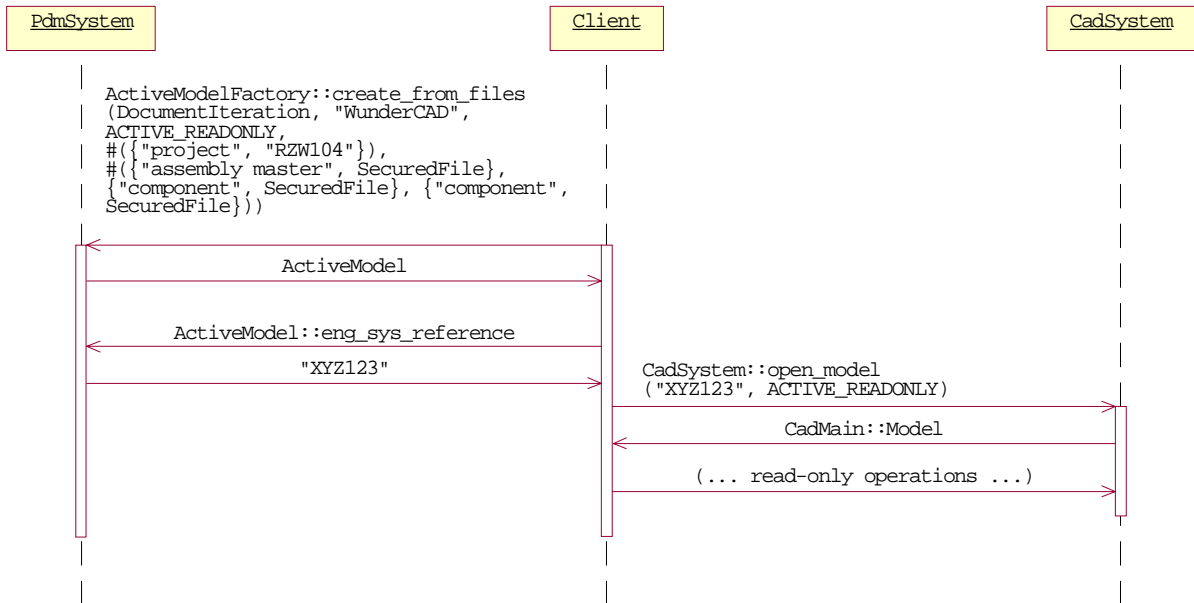 PdmSystem
Client
CadSystem
ActiveModelFactory::create_from_files
(DocumentIteration, "WunderCAD",
ACTIVE_READONLY,
#({"project", "RZW104"}),
#({"assembly master", SecuredFile},
{"component", SecuredFile}, {"component",
SecuredFile}))
ActiveModel
ActiveModel::eng_sys_reference
"XYZ123"
CadSystem::open_model
("XYZ123", ACTIVE_READONLY)
CadMain::Model
(... read-only operations ...)